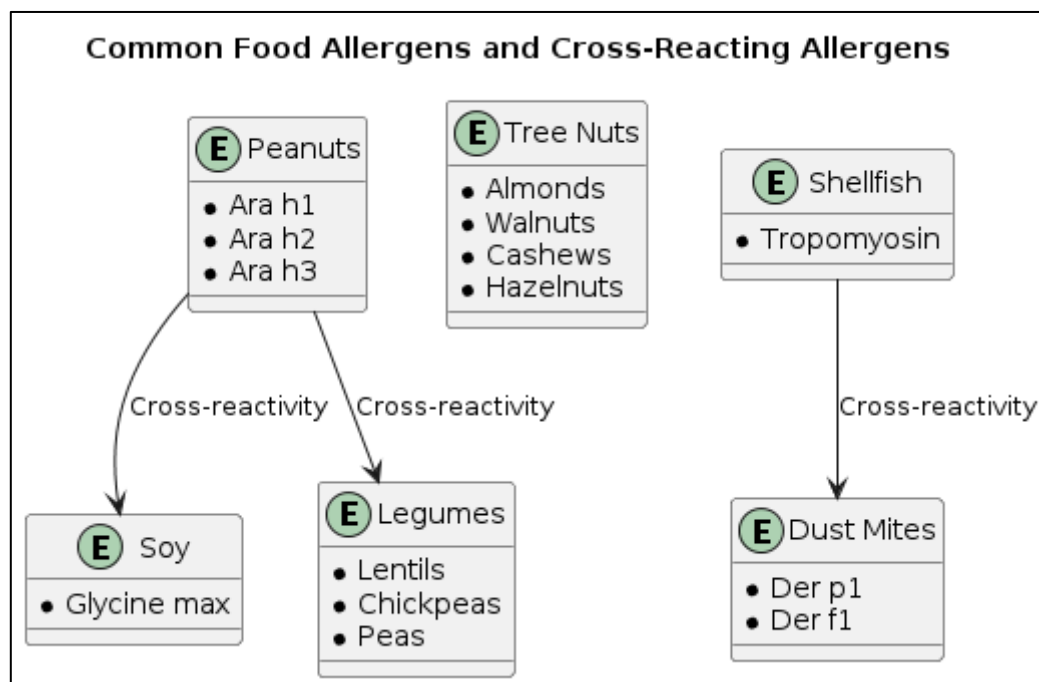 Common Food Allergens and Cross-Reacting Allergens
E Peanuts
• Ara h1
• Ara h2
• Ara h3
E Tree Nuts
• Almonds
• Walnuts
• Cashews
• Hazelnuts
E Shellfish
• Tropomyosin
Cross-reactivity
Cross-reactivity
Cross-reactivity
E Soy
• Glycine max
E Legumes
• Lentils
• Chickpeas
• Peas
E Dust Mites
• Der p1
• Der f1